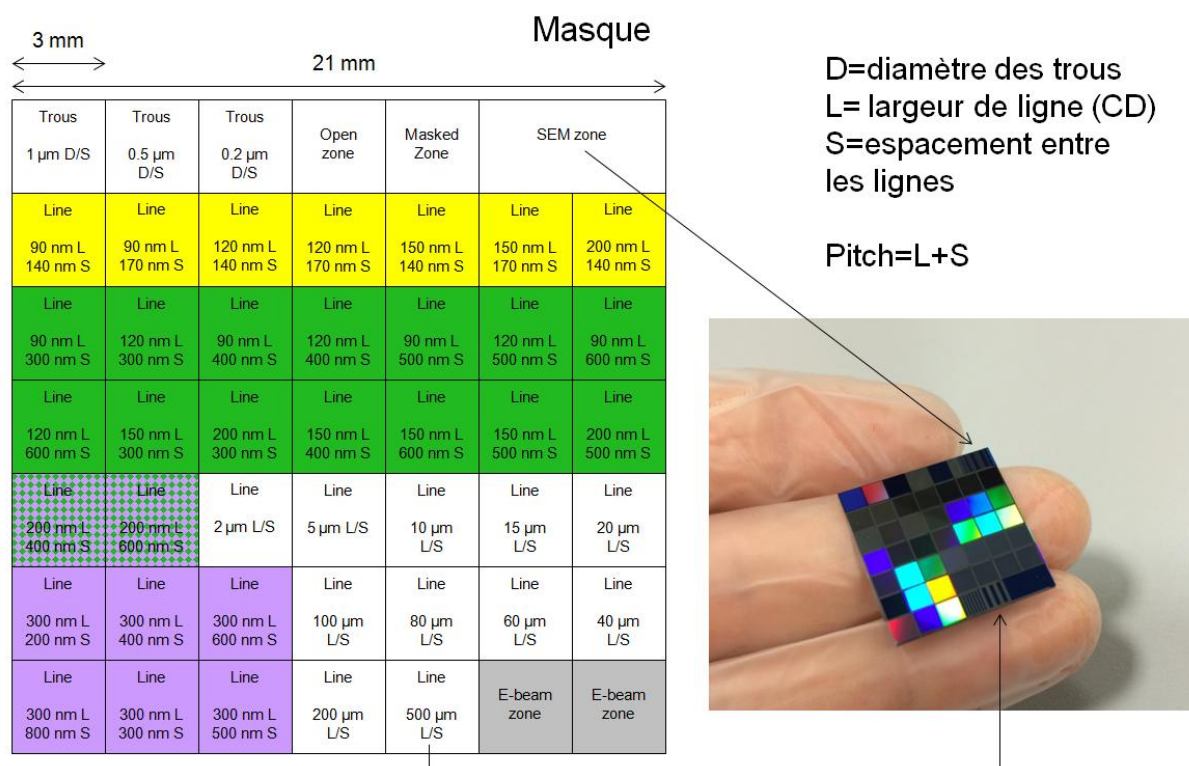 Masque
3 mm
21 mm
D=diamètre des trous
L= largeur de ligne (CD)
S=espacement entre
les lignes
Pitch=L+S
Trous
1 µm D/S
Trous
0.5 µm
D/S
Trous
0.2 µm
D/S
Open
zone
Masked
Zone
SEM zone
Line
90 nm L
140 nm S
Line
90 nm L
170 nm S
Line
120 nm L
140 nm S
Line
120 nm L
170 nm S
Line
150 nm L
140 nm S
Line
150 nm L
170 nm S
Line
200 nm L
140 nm S
Line
90 nm L
300 nm S
Line
120 nm L
300 nm S
Line
90 nm L
400 nm S
Line
120 nm L
400 nm S
Line
90 nm L
500 nm S
Line
120 nm L
500 nm S
Line
90 nm L
600 nm S
Line
120 nm L
600 nm S
Line
150 nm L
300 nm S
Line
200 nm L
300 nm S
Line
150 nm L
400 nm S
Line
150 nm L
600 nm S
Line
150 nm L
500 nm S
Line
200 nm L
500 nm S
Line
200 nm L
400 nm S
Line
200 nm L
600 nm S
Line
2 µm L/S
Line
5 µm L/S
Line
10 µm
L/S
Line
15 µm
L/S
Line
20 µm
L/S
Line
300 nm L
200 nm S
Line
300 nm L
400 nm S
Line
300 nm L
600 nm S
Line
100 µm
L/S
Line
80 µm
L/S
Line
60 µm
L/S
Line
40 µm
L/S
Line
300 nm L
800 nm S
Line
300 nm L
300 nm S
Line
300 nm L
500 nm S
Line
200 µm
L/S
Line
500 µm
L/S
E-beam
zone
E-beam
zone